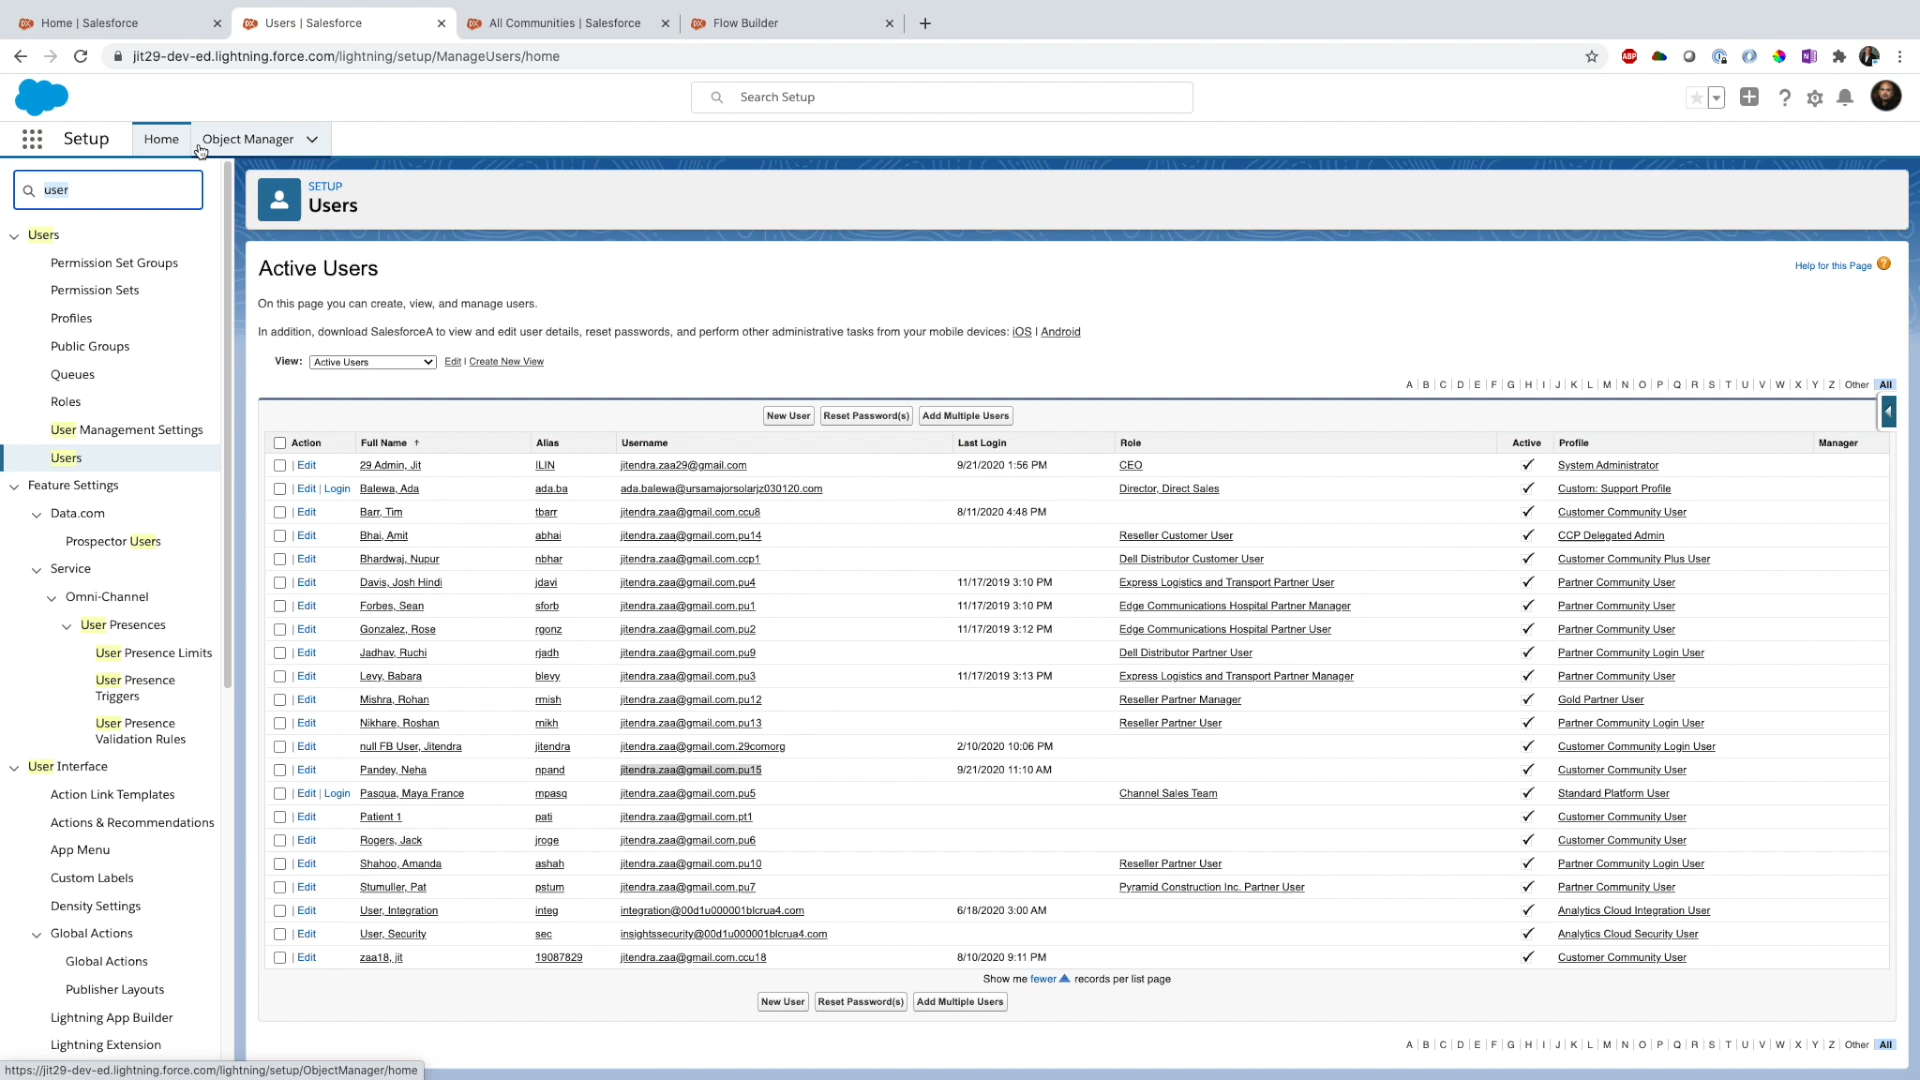 Home | Salesforce
Users | Salesforce
All Communities | Salesforce
Flow Builder
jit29-dev-ed.lightning.force.com/lightning/setup/ManageUsers/home
ABP
Search Setup
Setup
Home
Object Manager
user
Users
Permission Set Groups
Permission Sets
Profiles
Public Groups
Queues
Roles
User Management Settings
Users
Feature Settings
Data.com
Prospector Users
Service
Omni-Channel
User Presences
User Presence Limits
User Presence
Triggers
User Presence
Validation Rules
User Interface
Action Link Templates
Actions & Recommendations
App Menu
Custom Labels
Density Settings
Global Actions
Global Actions
Publisher Layouts
Lightning App Builder
Lightning Extension
SETUP
Users
Active Users
Help for this Page
On this page you can create, view, and manage users.
In addition, download SalesforceA to view and edit user details, reset passwords, and perform other administrative tasks from your mobile devices: iOS | Android
View: Active Users Edit | Create New View
A | B | C | D | E | F | G | H | I | J | K | L | M | N | O | P | Q | R | S | T | U | V | W | X | Y | Z | Other All
New User Reset Password(s) Add Multiple Users
Action Full Name ↑ Alias Username Last Login Role Active Profile Manager
| Edit 29 Admin, Jit ILIN jitendra.zaa29@gmail.com 9/21/2020 1:56 PM CEO ✓ System Administrator
| Edit | Login Balewa, Ada ada.ba ada.balewa@ursamajorsolarjz030120.com Director, Direct Sales ✓ Custom: Support Profile
| Edit Barr, Tim tbarr jitendra.zaa@gmail.com.ccu8 8/11/2020 4:48 PM ✓ Customer Community User
| Edit Bhai, Amit abhai jitendra.zaa@gmail.com.pu14 Reseller Customer User ✓ CCP Delegated Admin
| Edit Bhardwaj, Nupur nbhar jitendra.zaa@gmail.com.ccp1 Dell Distributor Customer User ✓ Customer Community Plus User
| Edit Davis, Josh Hindi jdavi jitendra.zaa@gmail.com.pu4 11/17/2019 3:10 PM Express Logistics and Transport Partner User ✓ Partner Community User
| Edit Forbes, Sean sforb jitendra.zaa@gmail.com.pu1 11/17/2019 3:10 PM Edge Communications Hospital Partner Manager ✓ Partner Community User
| Edit Gonzalez, Rose rgonz jitendra.zaa@gmail.com.pu2 11/17/2019 3:12 PM Edge Communications Hospital Partner User ✓ Partner Community User
| Edit Jadhav, Ruchi rjadh jitendra.zaa@gmail.com.pu9 Dell Distributor Partner User ✓ Partner Community Login User
| Edit Levy, Babara blevy jitendra.zaa@gmail.com.pu3 11/17/2019 3:13 PM Express Logistics and Transport Partner Manager ✓ Partner Community User
| Edit Mishra, Rohan rmish jitendra.zaa@gmail.com.pu12 Reseller Partner Manager ✓ Gold Partner User
| Edit Nikhare, Roshan rnikh jitendra.zaa@gmail.com.pu13 Reseller Partner User ✓ Partner Community Login User
| Edit null FB User, Jitendra jitendra jitendra.zaa@gmail.com.29comorg 2/10/2020 10:06 PM ✓ Customer Community Login User
| Edit Pandey, Neha npand jitendra.zaa@gmail.com.pu15 9/21/2020 11:10 AM ✓ Customer Community User
| Edit | Login Pasqua, Maya France mpasq jitendra.zaa@gmail.com.pu5 Channel Sales Team ✓ Standard Platform User
| Edit Patient 1 pati jitendra.zaa@gmail.com.pt1 ✓ Customer Community User
| Edit Rogers, Jack jroge jitendra.zaa@gmail.com.pu6 ✓ Customer Community User
| Edit Shahoo, Amanda ashah jitendra.zaa@gmail.com.pu10 Reseller Partner User ✓ Partner Community Login User
| Edit Stumuller, Pat pstum jitendra.zaa@gmail.com.pu7 Pyramid Construction Inc. Partner User ✓ Partner Community User
| Edit User, Integration integ integration@00d1u000001blcrua4.com 6/18/2020 3:00 AM ✓ Analytics Cloud Integration User
| Edit User, Security sec insightssecurity@00d1u000001blcrua4.com ✓ Analytics Cloud Security User
| Edit zaa18, jit 19087829 jitendra.zaa@gmail.com.ccu18 8/10/2020 9:11 PM ✓ Customer Community User
Show me fewer ▲ records per list page
New User Reset Password(s) Add Multiple Users
A | B | C | D | E | F | G | H | I | J | K | L | M | N | O | P | Q | R | S | T | U | V | W | X | Y | Z | Other All
https://jit29-dev-ed.lightning.force.com/lightning/setup/ObjectManager/home